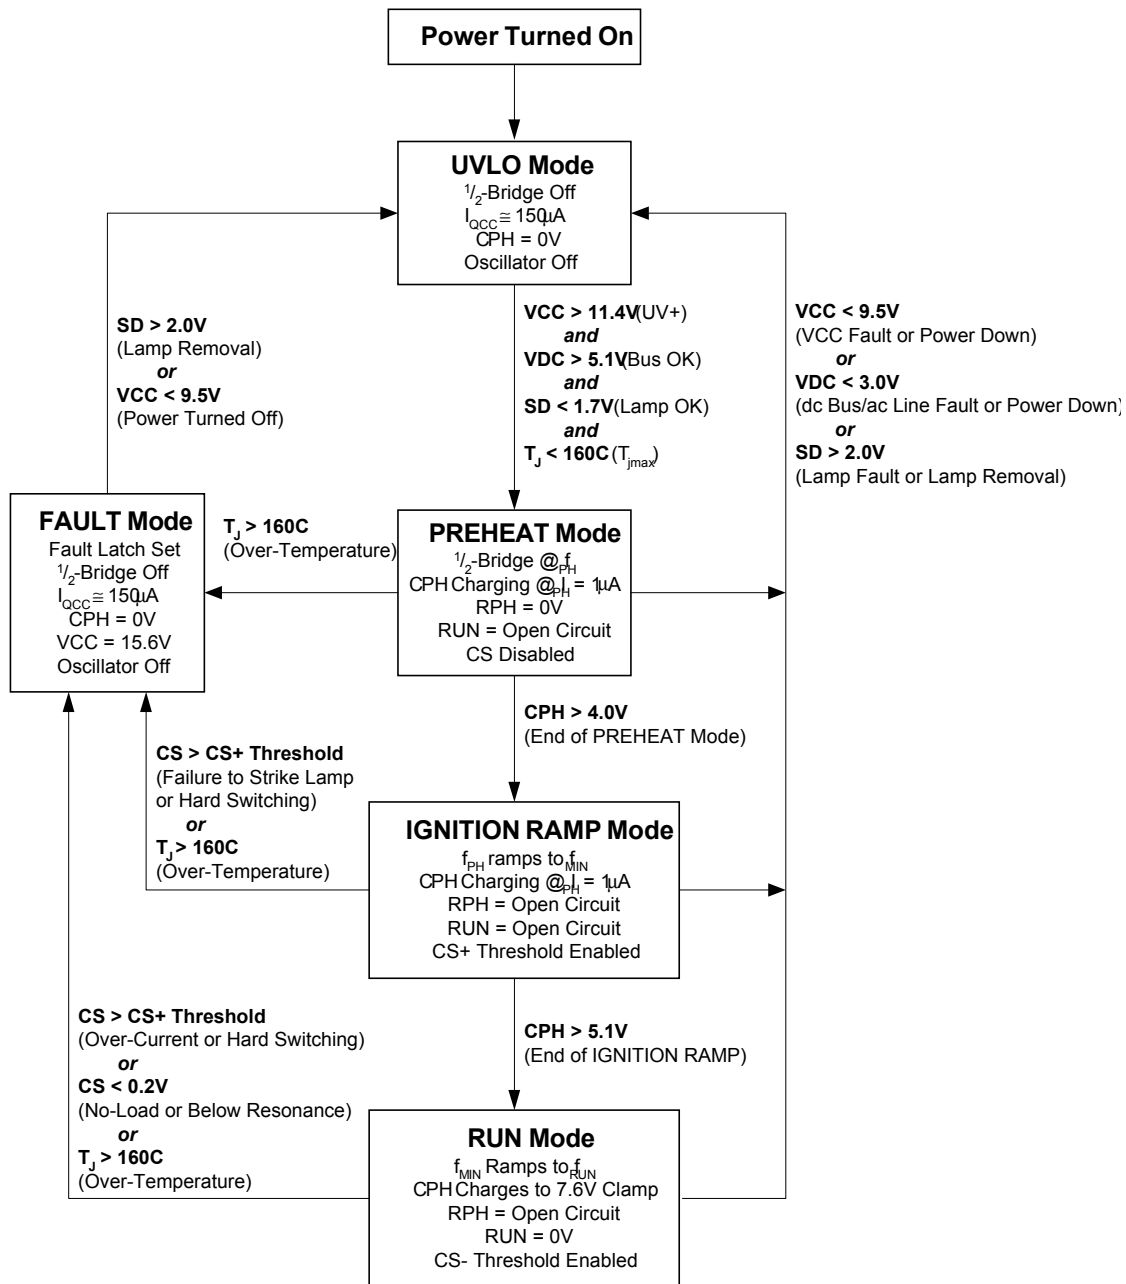 Power Turned On
UVLO Mode
1/2-Bridge Off
IQCC ≅ 150µA
CPH = 0V
Oscillator Off
SD > 2.0V
(Lamp Removal)
or
VCC < 9.5V
(Power Turned Off)
VCC > 11.4V(UV+)
and
VDC > 5.1V(Bus OK)
and
SD < 1.7V(Lamp OK)
and
TJ < 160C (Tjmax)
VCC < 9.5V
(VCC Fault or Power Down)
or
VDC < 3.0V
(dc Bus/ac Line Fault or Power Down)
or
SD > 2.0V
(Lamp Fault or Lamp Removal)
FAULT Mode
Fault Latch Set
1/2-Bridge Off
IQCC ≅ 150µA
CPH = 0V
VCC = 15.6V
Oscillator Off
TJ > 160C
(Over-Temperature)
PREHEAT Mode
1/2-Bridge @ fPH
CPH Charging @ IPH = 1µA
RPH = 0V
RUN = Open Circuit
CS Disabled
CPH > 4.0V
(End of PREHEAT Mode)
CS > CS+ Threshold
(Failure to Strike Lamp
or Hard Switching)
or
TJ > 160C
(Over-Temperature)
IGNITION RAMP Mode
fPH ramps to fMIN
CPH Charging @ IPH = 1µA
RPH = Open Circuit
RUN = Open Circuit
CS+ Threshold Enabled
CS > CS+ Threshold
(Over-Current or Hard Switching)
or
CS < 0.2V
(No-Load or Below Resonance)
or
TJ > 160C
(Over-Temperature)
CPH > 5.1V
(End of IGNITION RAMP)
RUN Mode
fMIN Ramps to fRUN
CPH Charges to 7.6V Clamp
RPH = Open Circuit
RUN = 0V
CS- Threshold Enabled